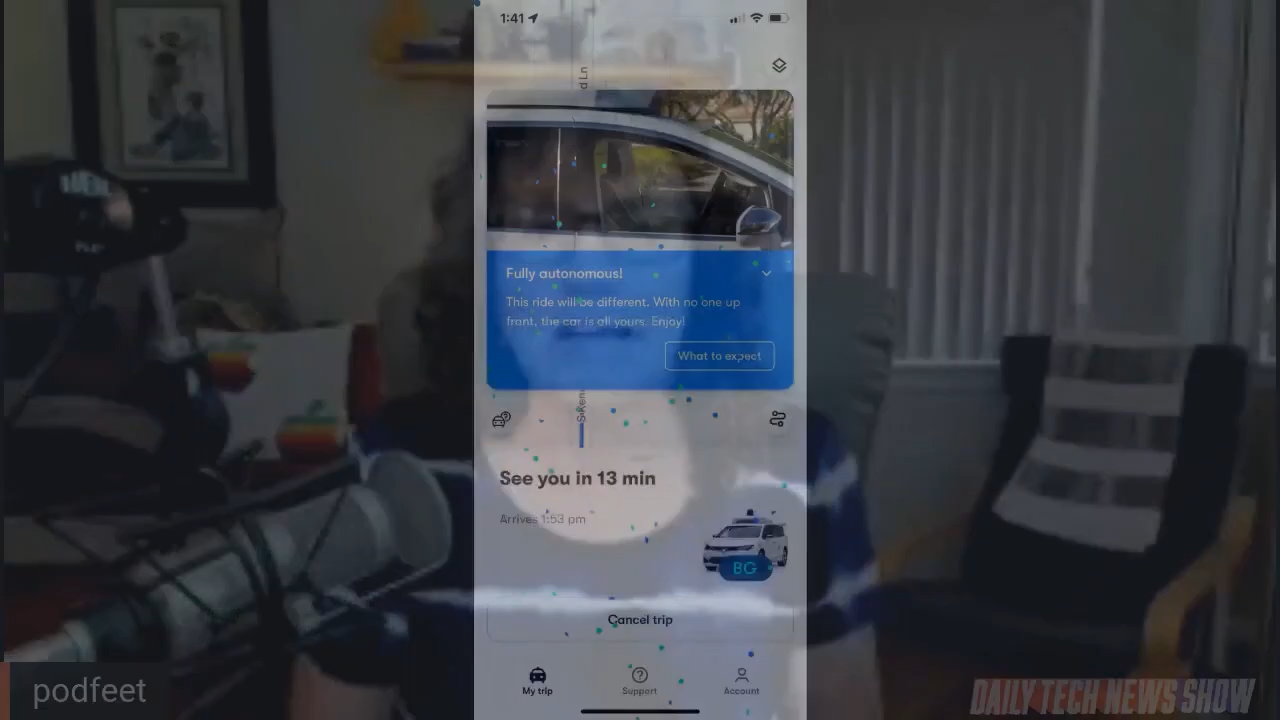 1:41
d Ln
Fully autonomous!
This ride will be different. With no one up
front, the car is all yours. Enjoy!
What to expect
S Ken
See you in 13 min
Arrives 1:53 pm
BG
Cancel trip
My trip
Support
Account
podfeet
DAILY TECH NEWS SHOW